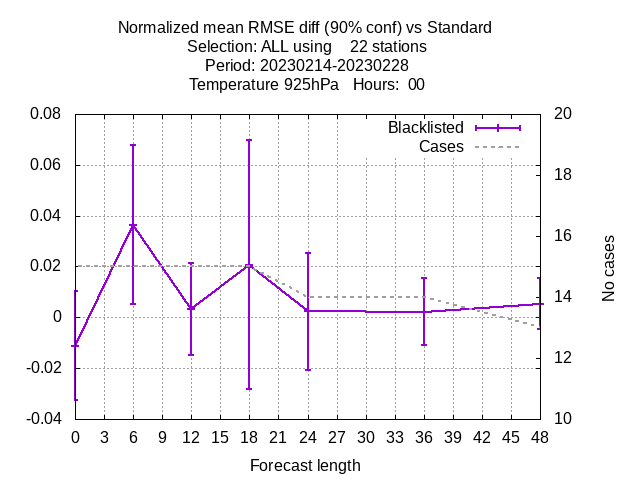 Normalized mean RMSE diff (90% conf) vs Standard
Selection: ALL using    22 stations
Period: 20230214-20230228
Temperature 925hPa   Hours:  00
Blacklisted
Cases
0.08
0.06
0.04
0.02
0
-0.02
-0.04
20
18
16
14
12
10
No cases
0 3 6 9 12 15 18 21 24 27 30 33 36 39 42 45 48
Forecast length